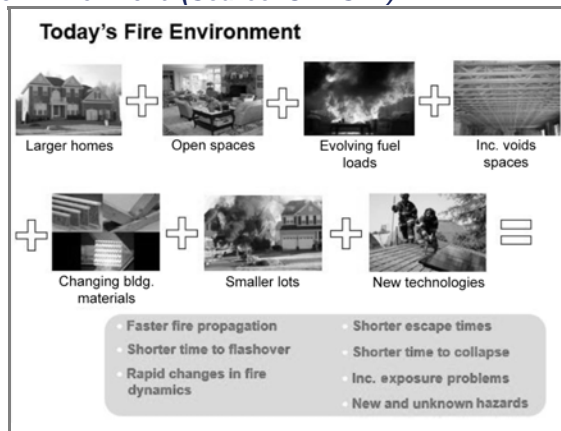 Today's Fire Environment
Larger homes
Open spaces
Evolving fuel
loads
Inc. voids
spaces
Changing bldg.
materials
Smaller lots
New technologies
Faster fire propagation
Shorter time to flashover
Rapid changes in fire
dynamics
Shorter escape times
Shorter time to collapse
Inc. exposure problems
New and unknown hazards